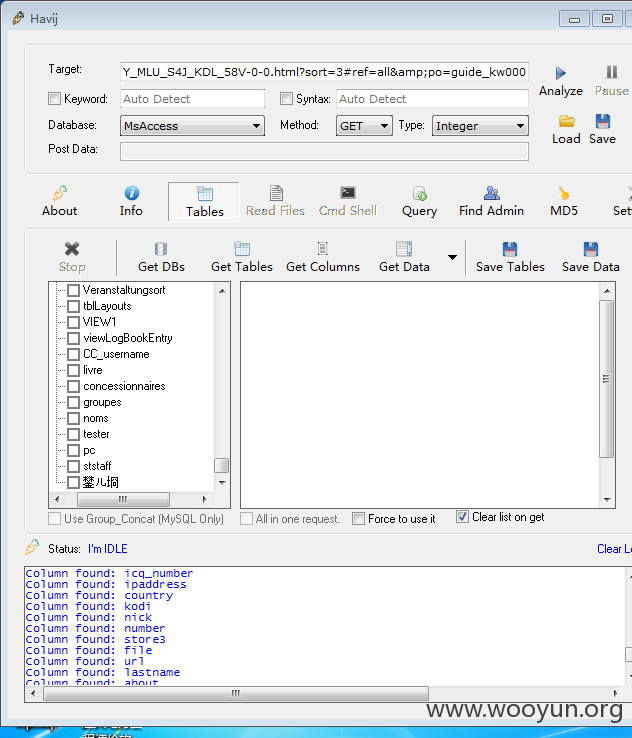 Havij
Target: Y_MLU_S4J_KDL_58V-0-0.html?sort=3#ref=all&amp;po=guide_kw000
Analyze Pause
Keyword: Auto Detect Syntax: Auto Detect
Database: MsAccess Method: GET Type: Integer
Load Save
Post Data:
About Info Tables Read Files Cmd Shell Query Find Admin MD5 Set
Stop Get DBs Get Tables Get Columns Get Data Save Tables Save Data
Veranstaltungsort
tblLayouts
VIEW1
viewLogBookEntry
CC_username
livre
concessionnaires
groupes
noms
tester
pc
ststaff
Use Group_Concat (MySQL Only) All in one request. Force to use it Clear list on get
Status: I'm IDLE Clear Lo
Column found: icq_number
Column found: ipaddress
Column found: country
Column found: kodi
Column found: nick
Column found: number
Column found: store3
Column found: file
Column found: url
Column found: lastname
Column found: about
www.wooyun.org